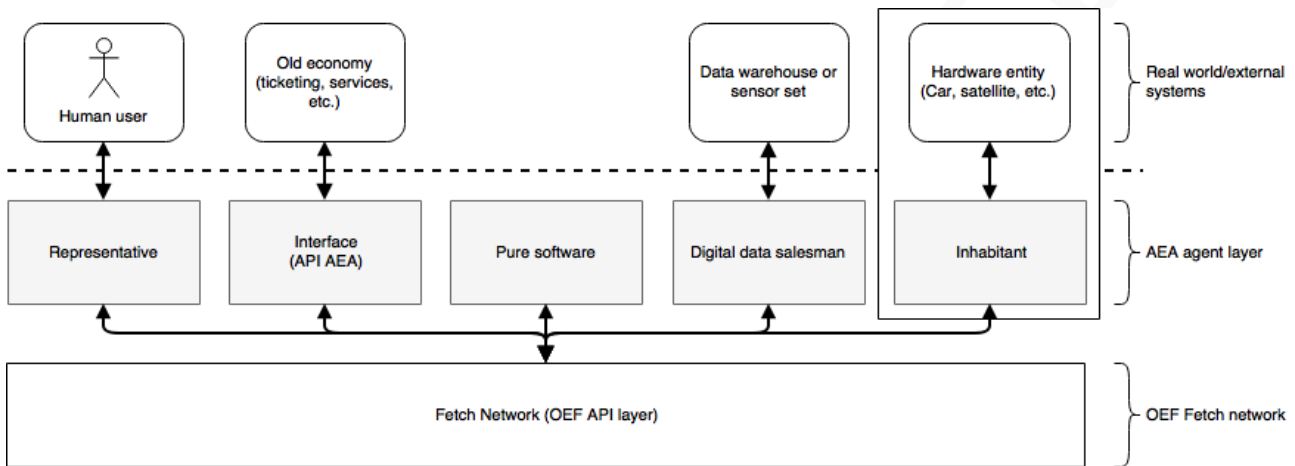 Human user
Old economy
(ticketing, services,
etc.)
Data warehouse or
sensor set
Hardware entity
(Car, satellite, etc.)
Real world/external
systems
Representative
Interface
(API AEA)
Pure software
Digital data salesman
Inhabitant
AEA agent layer
Fetch Network (OEF API layer)
OEF Fetch network